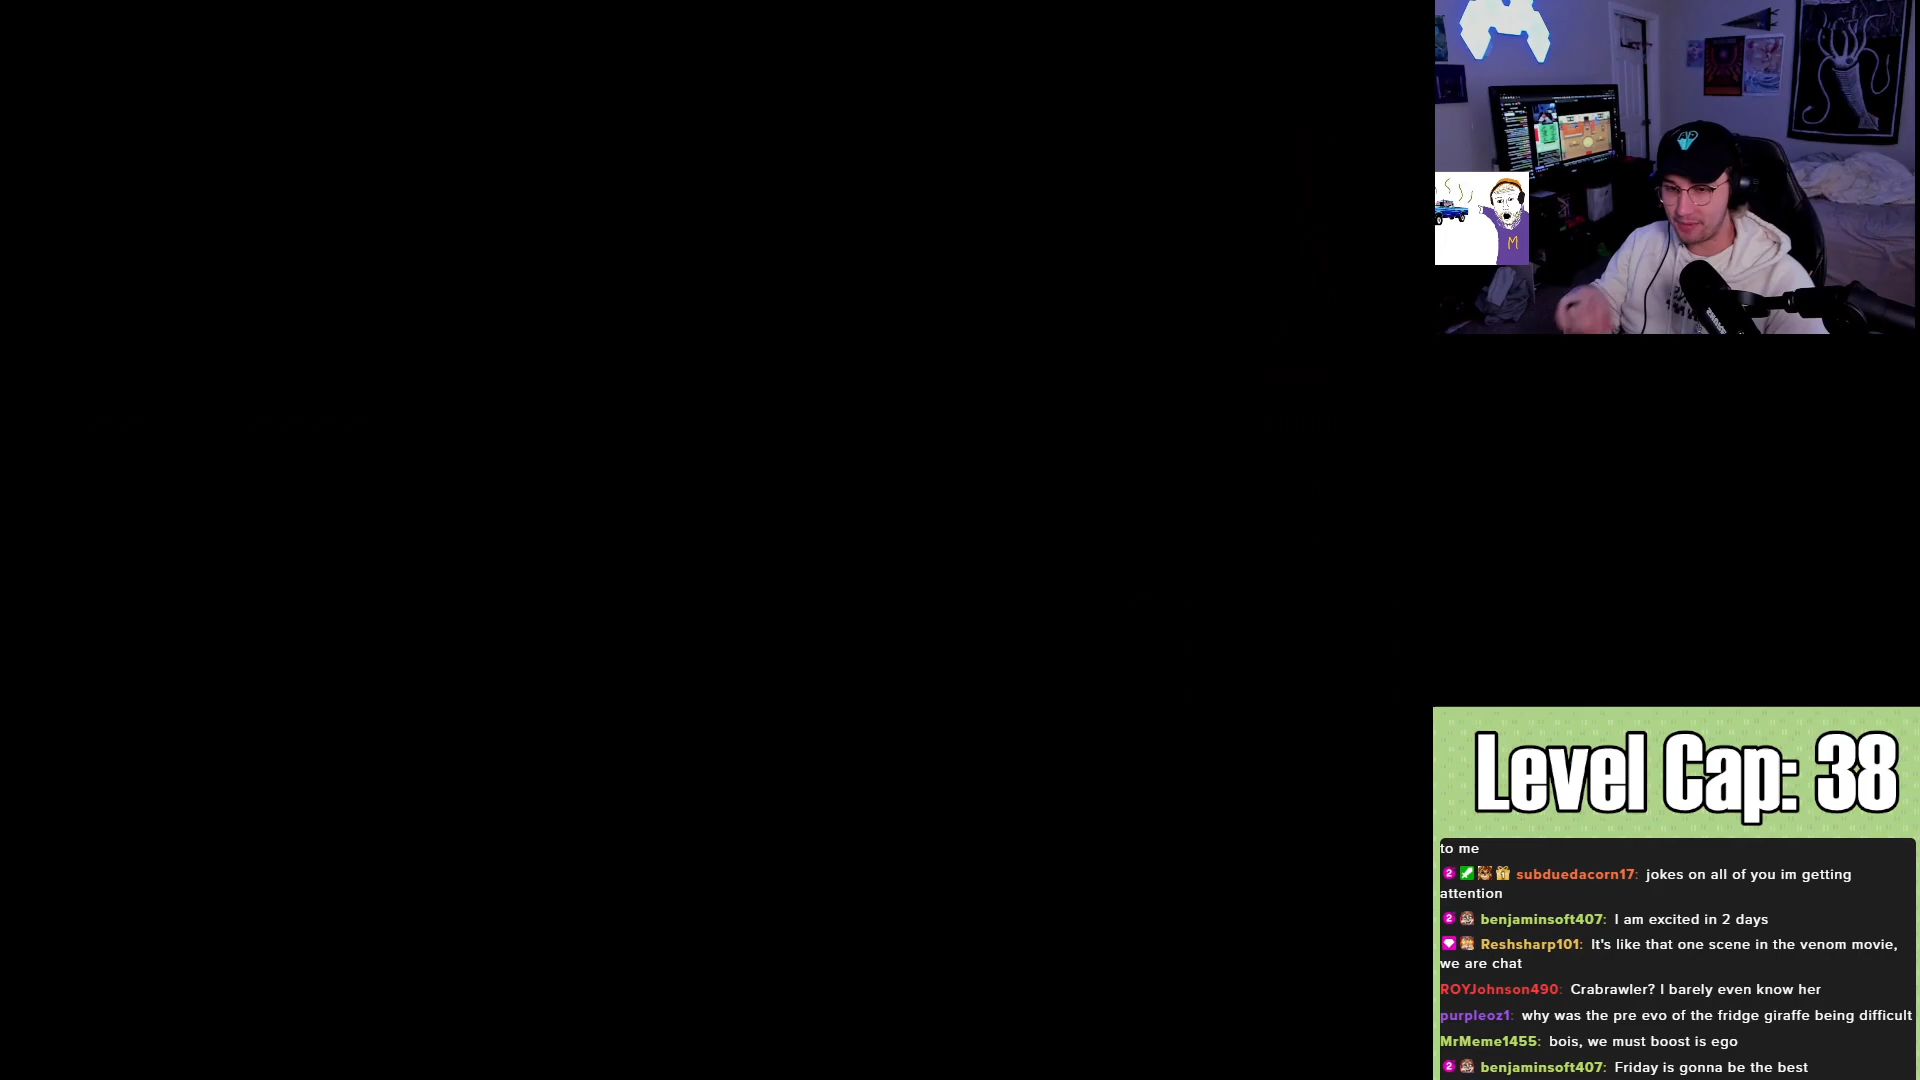 M
Level Cap: 38
to me
subduedacorn17: jokes on all of you im getting
attention
benjaminsoft407: I am excited in 2 days
Reshsharp101: It's like that one scene in the venom movie,
we are chat
ROYJohnson490: Crabrawler? I barely even know her
purpleoz1: why was the pre evo of the fridge giraffe being difficult
MrMeme1455: bois, we must boost is ego
benjaminsoft407: Friday is gonna be the best